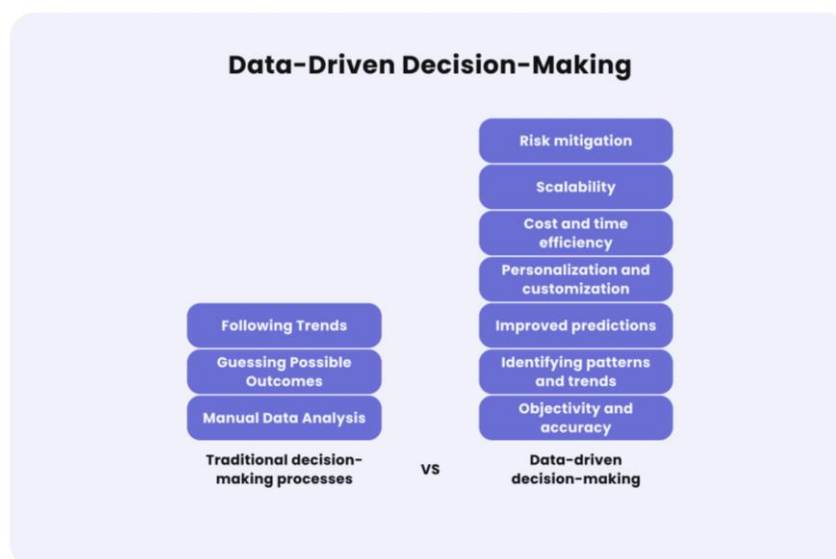 Data-Driven Decision-Making
Risk mitigation
Scalability
Cost and time
efficiency
Personalization and
customization
Following Trends
Improved predictions
Guessing Possible
Outcomes
Identifying patterns
and trends
Manual Data Analysis
Objectivity and
accuracy
Traditional decision-
making processes
vs
Data-driven
decision-making